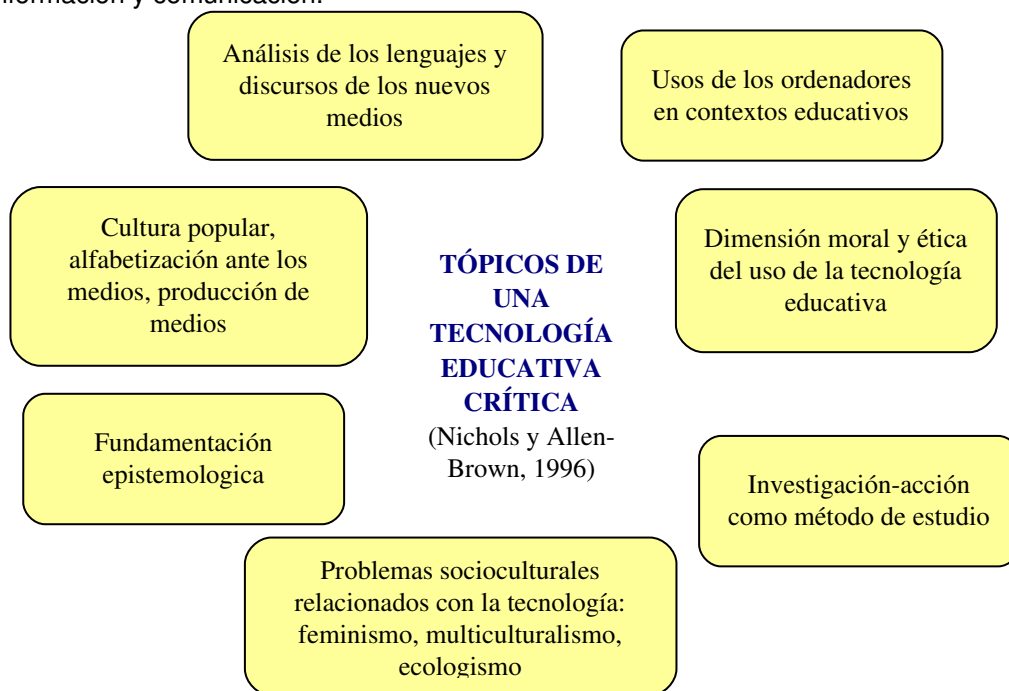 nformación y comunicación.
Análisis de los lenguajes y
discursos de los nuevos
medios
Usos de los ordenadores
en contextos educativos
Cultura popular,
alfabetización ante los
medios, producción de
medios
TÓPICOS DE
UNA
TECNOLOGÍA
EDUCATIVA
CRÍTICA
(Nichols y Allen-
Brown, 1996)
Dimensión moral y ética
del uso de la tecnología
educativa
Fundamentación
epistemologica
Investigación-acción
como método de estudio
Problemas socioculturales
relacionados con la tecnología:
feminismo, multiculturalismo,
ecologismo